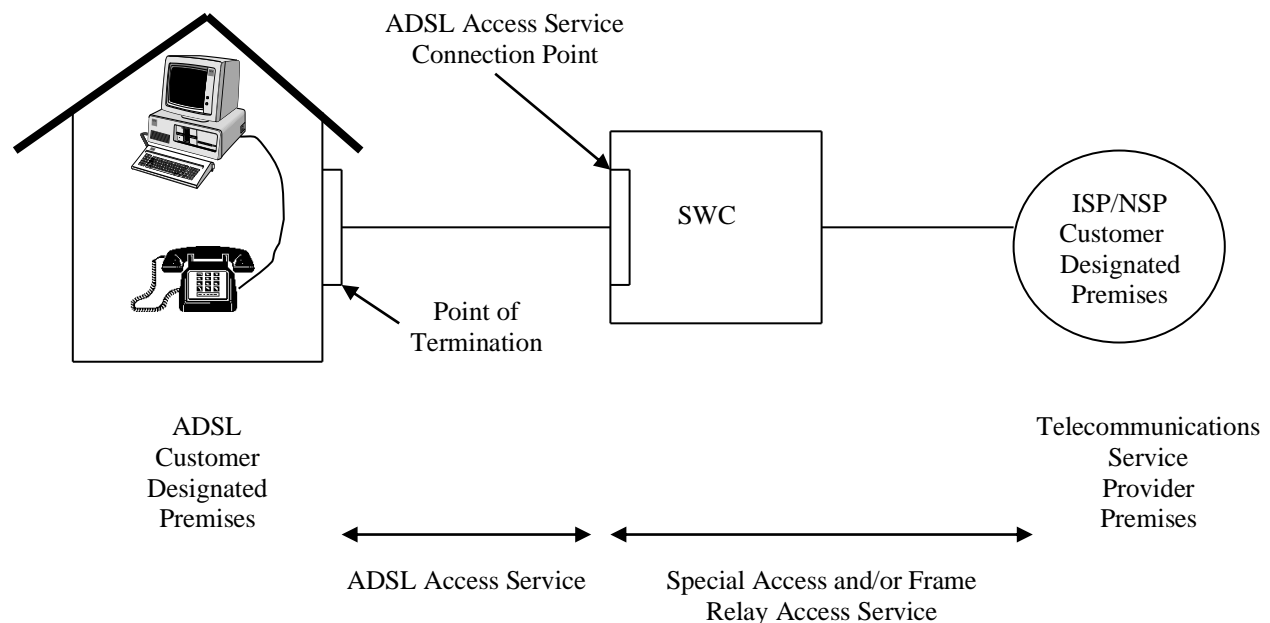 ADSL Access Service
Connection Point
SWC
ISP/NSP
Customer
Designated
Premises
Point of
Termination
ADSL
Customer
Designated
Premises
Telecommunications
Service
Provider
Premises
ADSL Access Service
Special Access and/or Frame
Relay Access Service